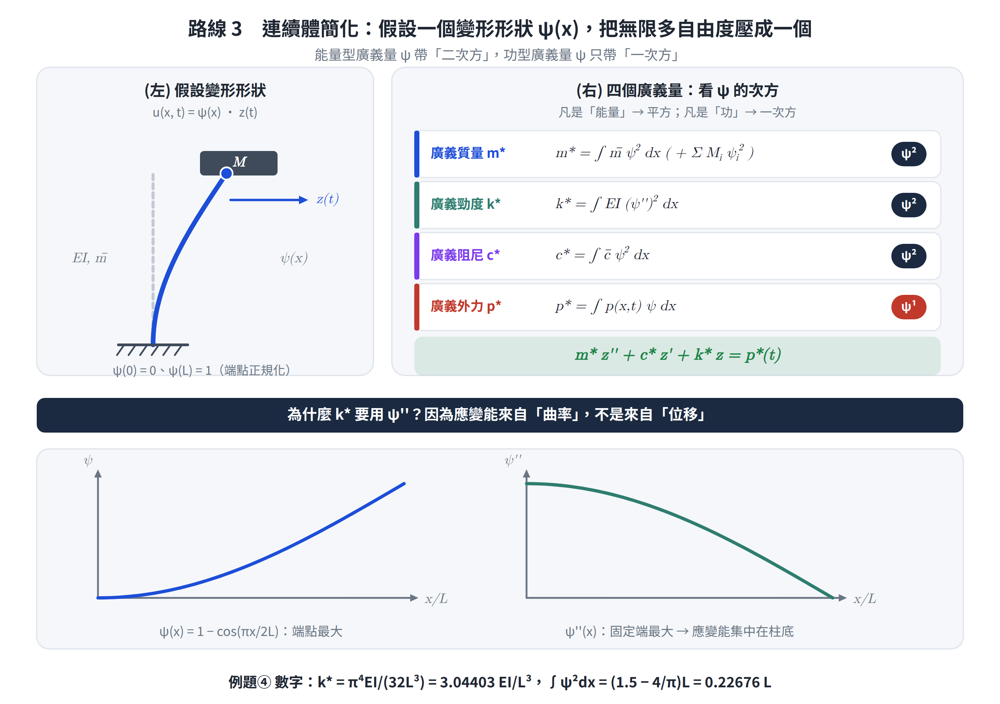 路線 3　連續體簡化：假設一個變形形狀 ψ(x)，把無限多自由度壓成一個
能量型廣義量 ψ 帶「二次方」，功型廣義量 ψ 只帶「一次方」
(左) 假設變形形狀
u(x, t) = ψ(x) · z(t)
M
z(t)
EI, m̄
ψ(x)
ψ(0) = 0、ψ(L) = 1（端點正規化）
(右) 四個廣義量：看 ψ 的次方
凡是「能量」→ 平方；凡是「功」→ 一次方
廣義質量 m* m* = ∫ m̄ ψ² dx ( + Σ Mᵢ ψᵢ² ) ψ²
廣義勁度 k* k* = ∫ EI (ψ'')² dx ψ²
廣義阻尼 c* c* = ∫ c̄ ψ² dx ψ²
廣義外力 p* p* = ∫ p(x,t) ψ dx ψ¹
m* z'' + c* z' + k* z = p*(t)
為什麼 k* 要用 ψ''？因為應變能來自「曲率」，不是來自「位移」
ψ
x/L
ψ(x) = 1 − cos(πx/2L)：端點最大
ψ''
x/L
ψ''(x)：固定端最大 → 應變能集中在柱底
例題④ 數字：k* = π⁴EI/(32L³) = 3.04403 EI/L³， ∫ ψ²dx = (1.5 − 4/π)L = 0.22676 L